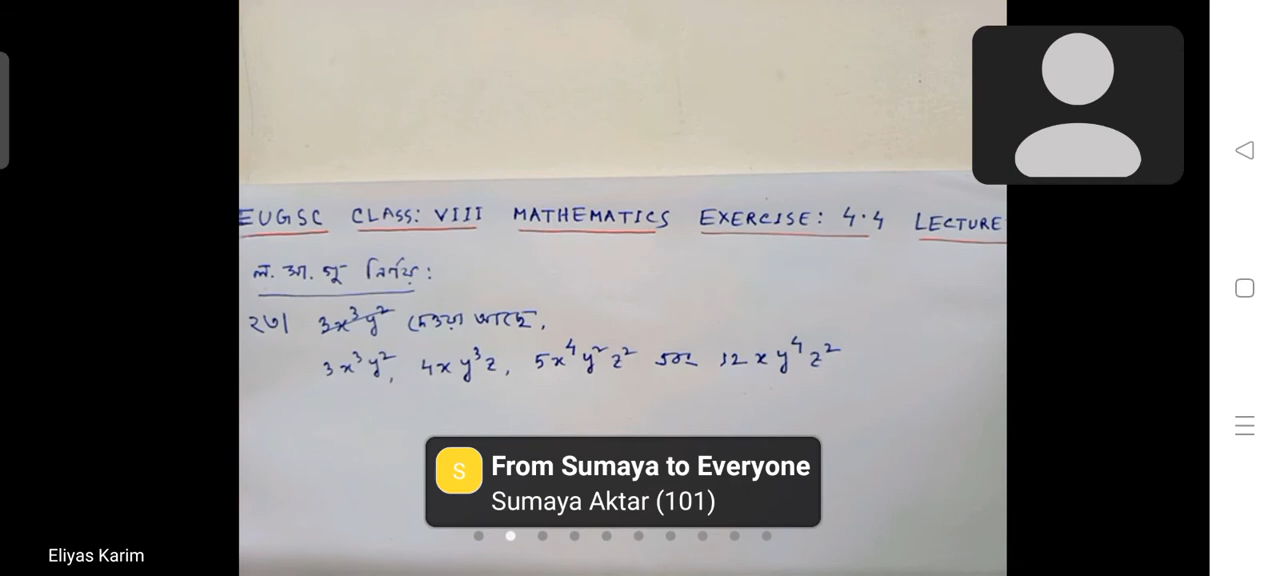 EUGSC CLASS: VIII MATHEMATICS EXERCISE: 4.4 LECTURE
ল. সা. গু নির্ণয় :
২৩। 3x³y² দেওয়া আছে,
3x³y², 4xy³z, 5x⁴y²z² এবং 12xy⁴z²
S From Sumaya to Everyone
Sumaya Aktar (101)
Eliyas Karim